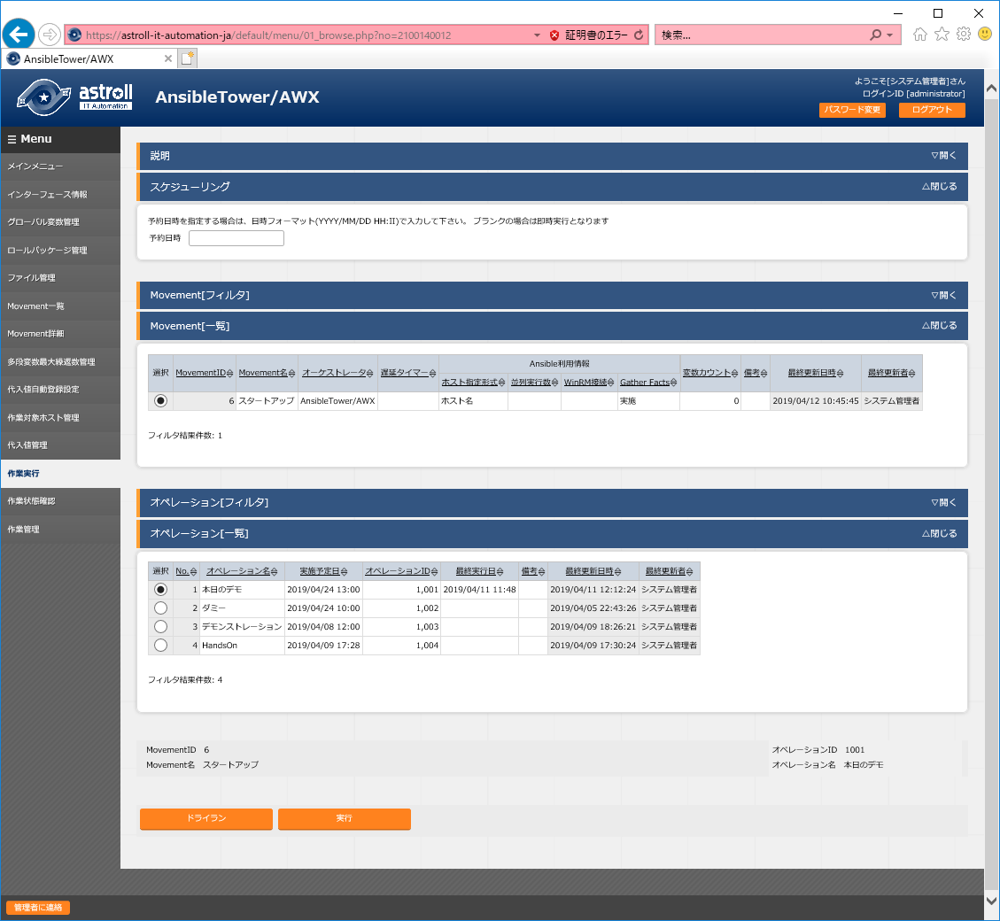 https://astroll-it-automation-ja/default/menu/01_browse.php?no=2100140012
証明書のエラー
検索...
AnsibleTower/AWX
astroll
IT Automation
AnsibleTower/AWX
ようこそ[システム管理者]さん
ログインID [administrator]
パスワード変更 ログアウト
☰ Menu
メインメニュー
インターフェース情報
グローバル変数管理
ロールパッケージ管理
ファイル管理
Movement一覧
Movement詳細
多段変数最大繰返数管理
代入値自動登録設定
作業対象ホスト管理
代入値管理
作業実行
作業状態確認
作業管理
説明 ▽開く
スケジューリング △閉じる
予約日時を指定する場合は、日時フォーマット(YYYY/MM/DD HH:II)で入力して下さい。 ブランクの場合は即時実行となります
予約日時
Movement[フィルタ] ▽開く
Movement[一覧] △閉じる
選択 MovementID Movement名 オーケストレータ 遅延タイマー Ansible利用情報 変数カウント 備考 最終更新日時 最終更新者
ホスト指定形式 並列実行数 WinRM接続 Gather Facts
6 スタートアップ AnsibleTower/AWX ホスト名 実施 0 2019/04/12 10:45:45 システム管理者
フィルタ結果件数: 1
オペレーション[フィルタ] ▽開く
オペレーション[一覧] △閉じる
選択 No. オペレーション名 実施予定日 オペレーションID 最終実行日 備考 最終更新日時 最終更新者
1 本日のデモ 2019/04/24 13:00 1,001 2019/04/11 11:48 2019/04/11 12:12:24 システム管理者
2 ダミー 2019/04/24 10:00 1,002 2019/04/05 22:43:26 システム管理者
3 デモンストレーション 2019/04/08 12:00 1,003 2019/04/09 18:26:21 システム管理者
4 HandsOn 2019/04/09 17:28 1,004 2019/04/09 17:30:24 システム管理者
フィルタ結果件数: 4
MovementID 6 オペレーションID 1001
Movement名 スタートアップ オペレーション名 本日のデモ
ドライラン 実行
管理者に連絡